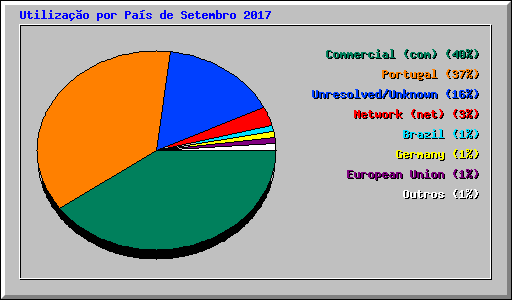 Utilização por País de Setembro 2017
Commercial (com) (40%)
Portugal (37%)
Unresolved/Unknown (16%)
Network (net) (3%)
Brazil (1%)
Germany (1%)
European Union (1%)
Outros (1%)